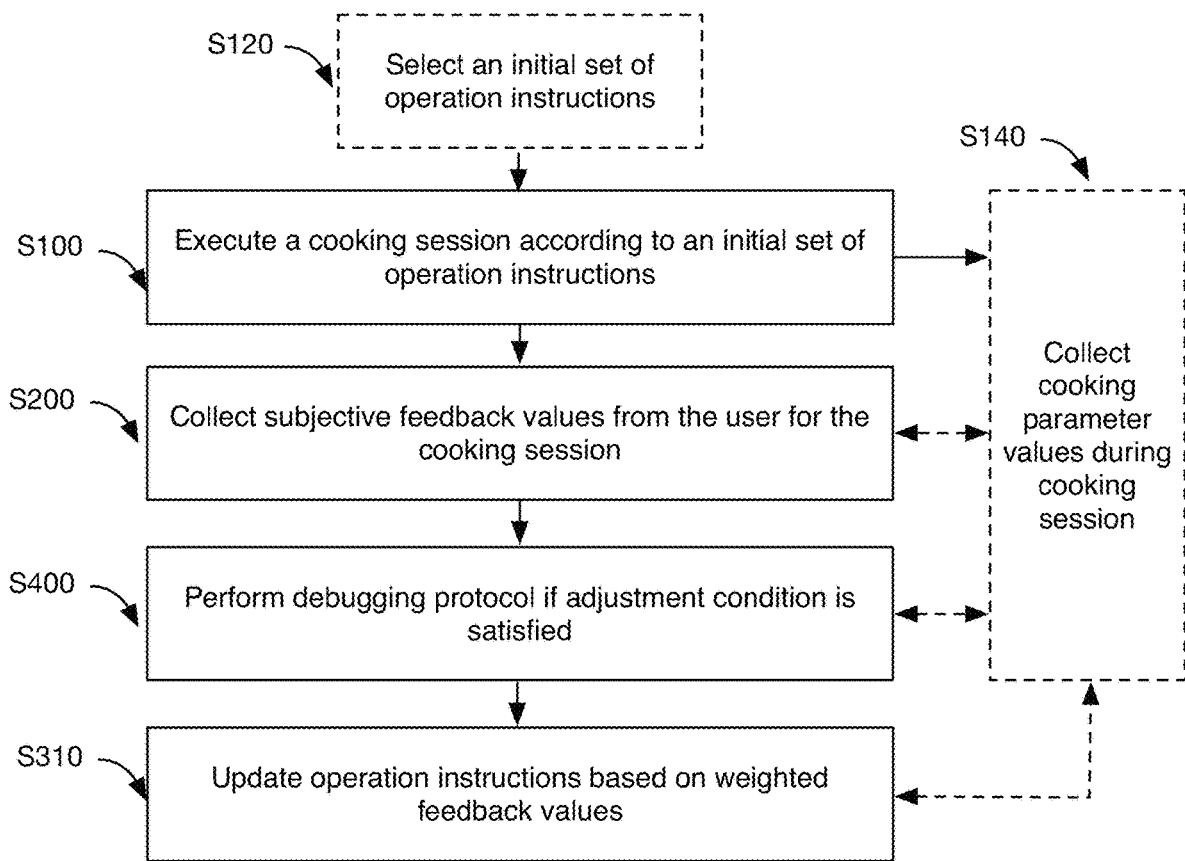 S120
Select an initial set of
operation instructions
S140
S100
Execute a cooking session according to an initial set of
operation instructions
Collect
cooking
parameter
values during
cooking
session
S200
Collect subjective feedback values from the user for the
cooking session
S400
Perform debugging protocol if adjustment condition is
satisfied
S310
Update operation instructions based on weighted
feedback values